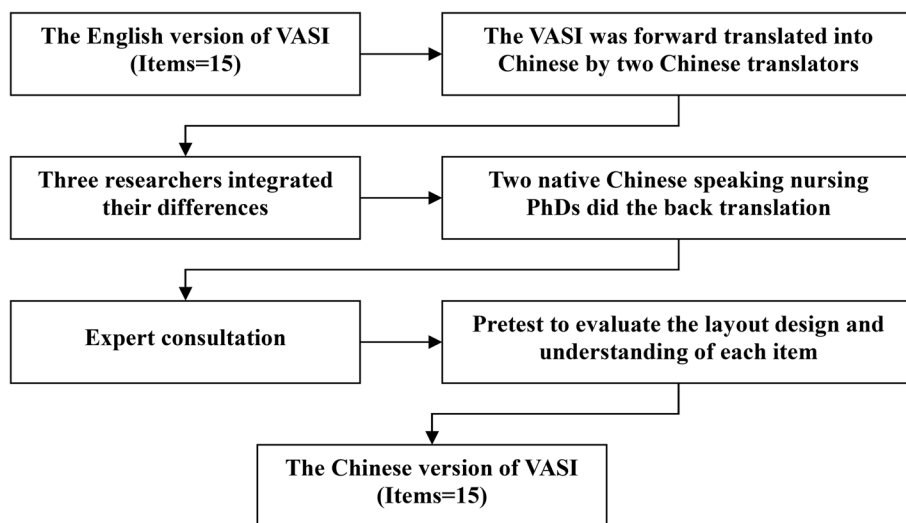 The English version of VASI
(Items=15)
The VASI was forward translated into
Chinese by two Chinese translators
Three researchers integrated
their differences
Two native Chinese speaking nursing
PhDs did the back translation
Expert consultation
Pretest to evaluate the layout design and
understanding of each item
The Chinese version of VASI
(Items=15)